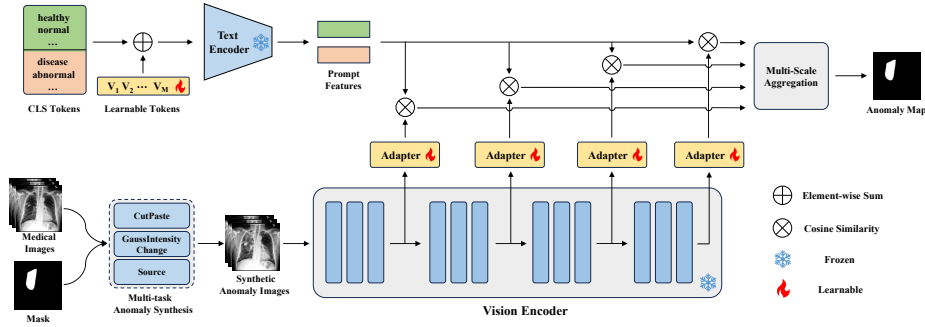 healthy
normal
...
disease
abnormal
...
CLS Tokens
V1 V2 ··· VM
Learnable Tokens
Text
Encoder
Prompt
Features
Multi-Scale
Aggregation
Anomaly Map
Adapter
Adapter
Adapter
Adapter
Medical
Images
Mask
CutPaste
GaussIntensity
Change
Source
Multi-task
Anomaly Synthesis
Synthetic
Anomaly Images
Vision Encoder
Element-wise Sum
Cosine Similarity
Frozen
Learnable